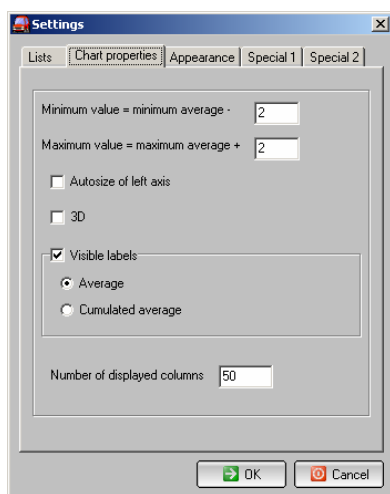 Settings
Lists Chart properties Appearance Special 1 Special 2
Minimum value = minimum average - 2
Maximum value = maximum average + 2
Autosize of left axis
3D
Visible labels
Average
Cumulated average
Number of displayed columns 50
OK Cancel